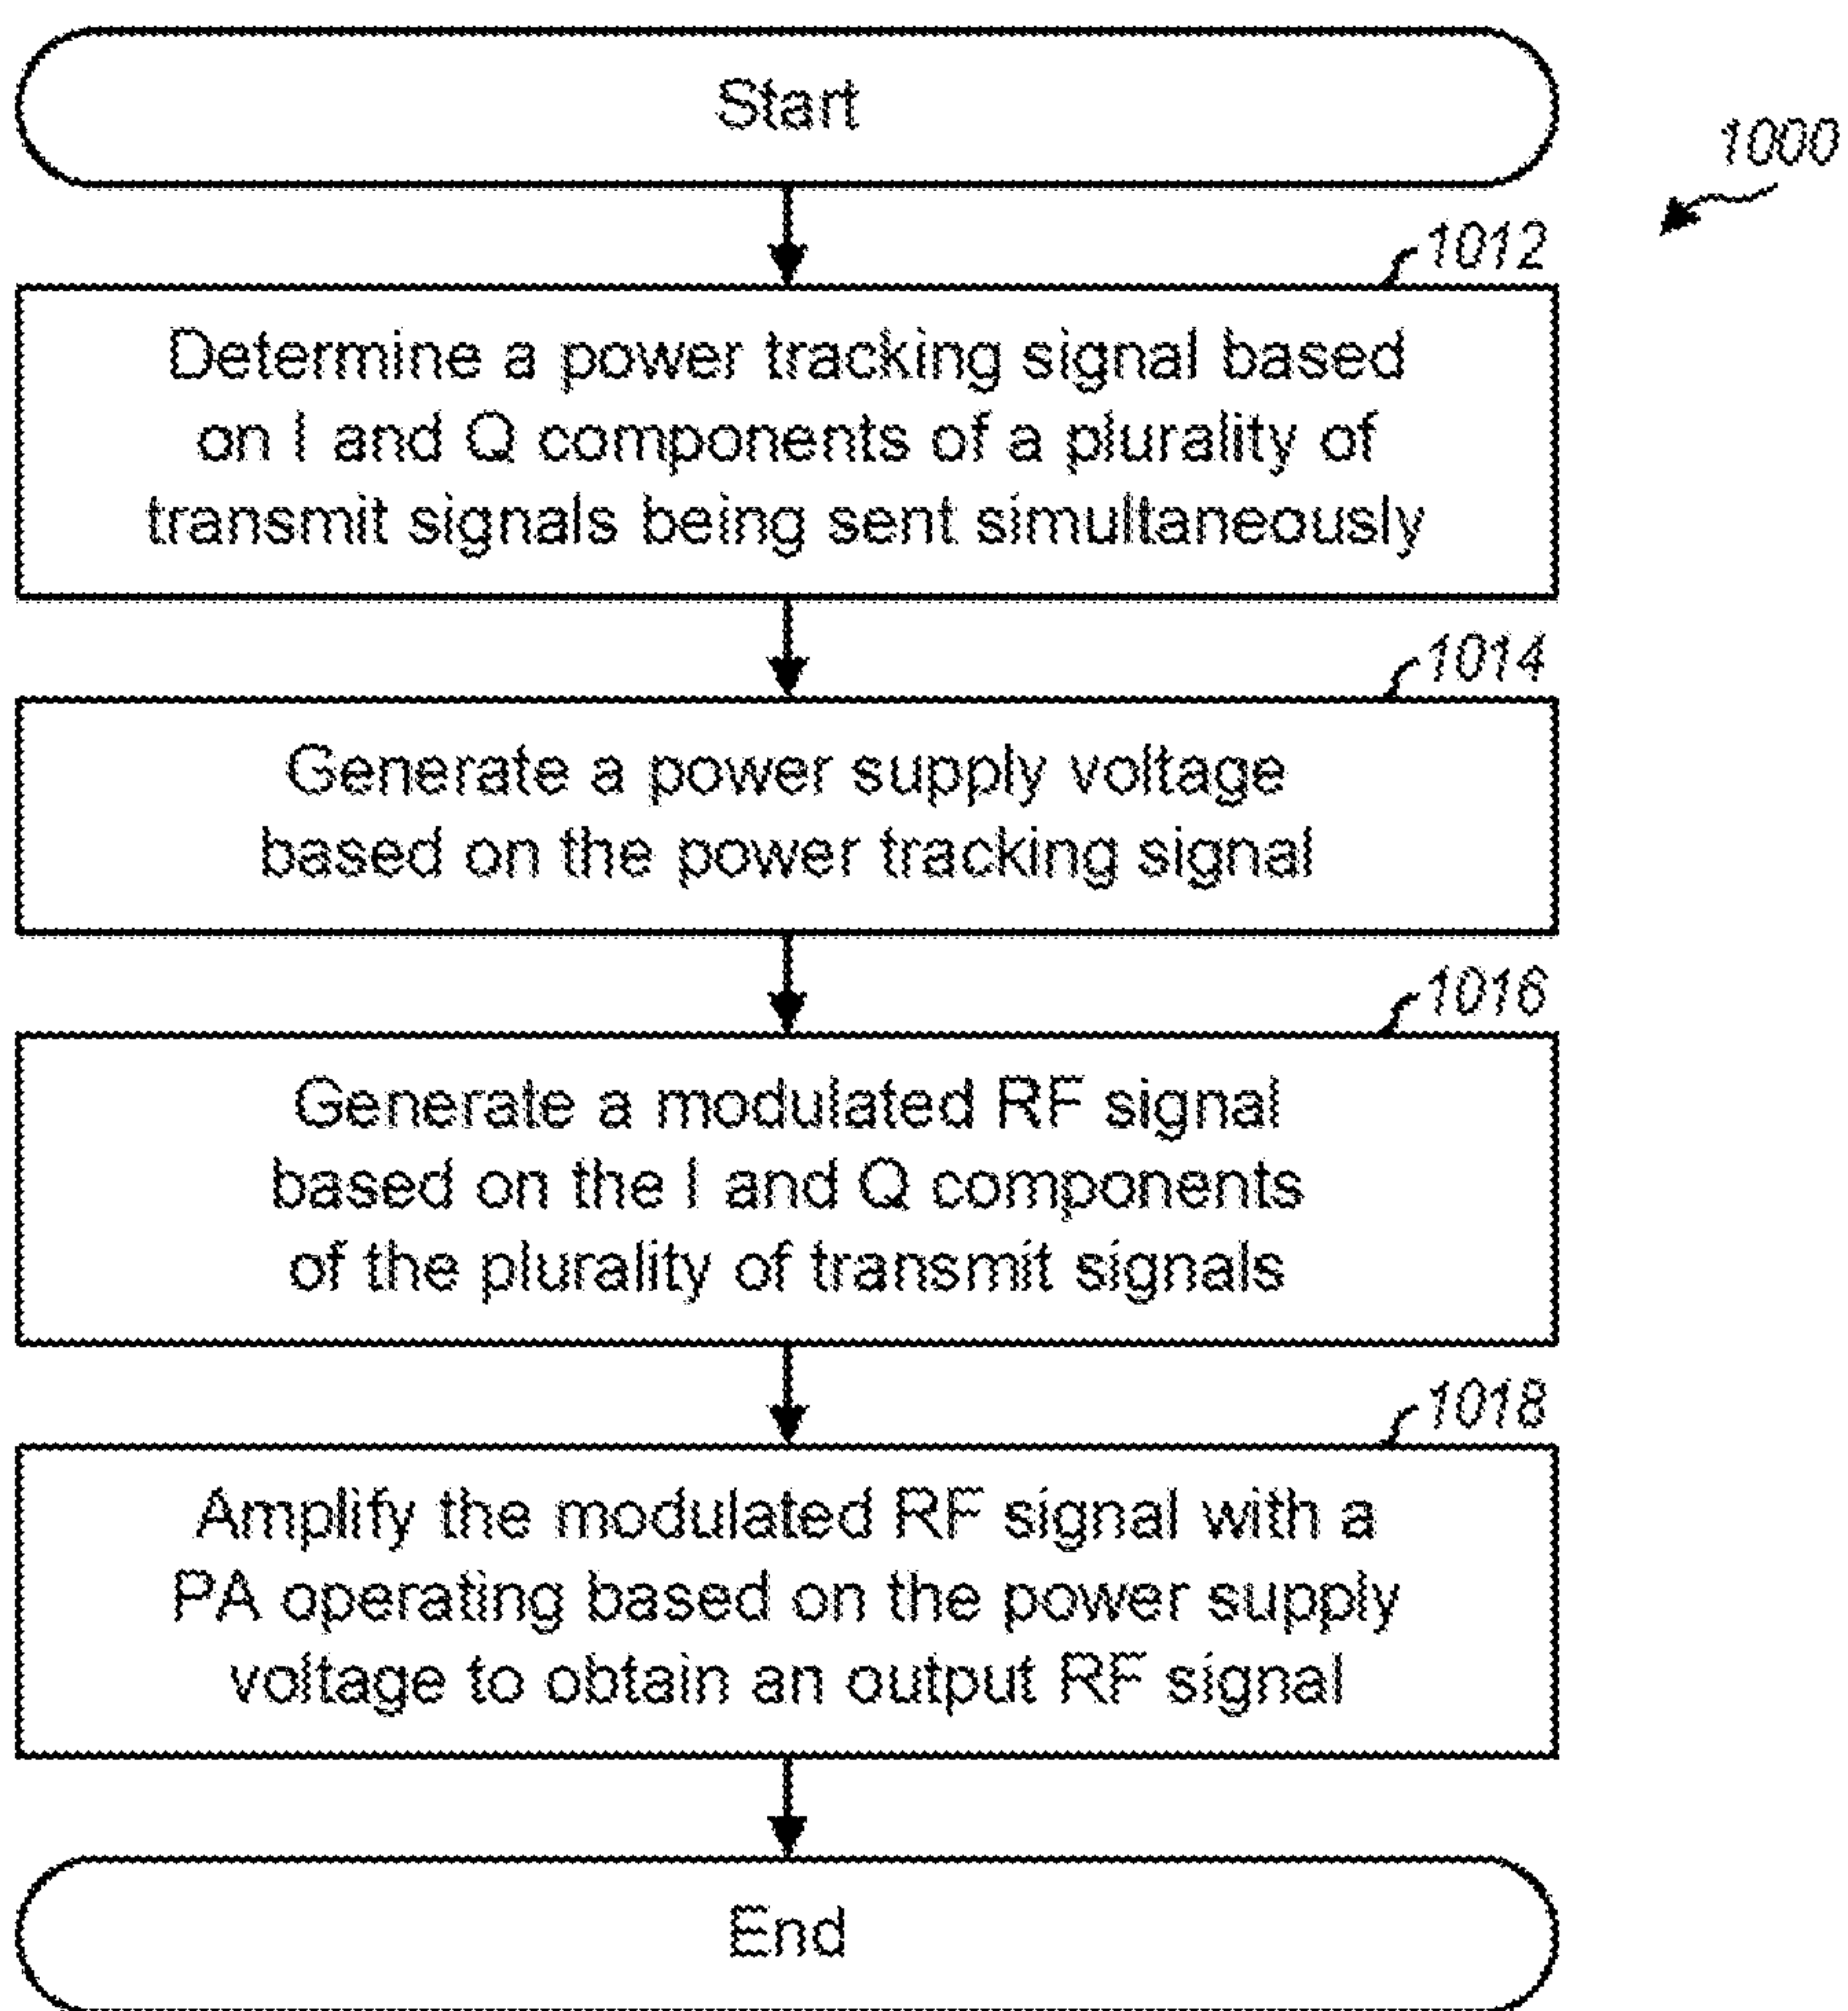 Start
1000
1012
Determine a power tracking signal based
on I and Q components of a plurality of
transmit signals being sent simultaneously
1014
Generate a power supply voltage
based on the power tracking signal
1016
Generate a modulated RF signal
based on the I and Q components
of the plurality of transmit signals
1018
Amplify the modulated RF signal with a
PA operating based on the power supply
voltage to obtain an output RF signal
End